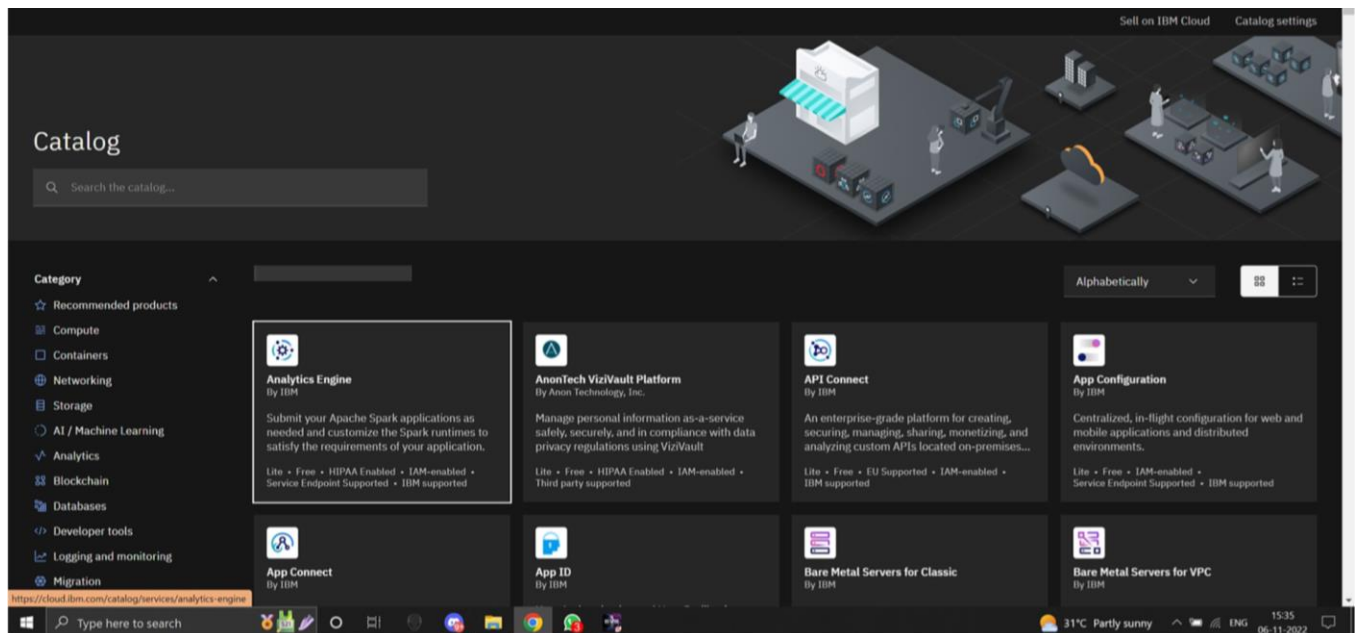 Sell on IBM Cloud Catalog settings
Catalog
Search the catalog...
Category
Recommended products
Compute
Containers
Networking
Storage
AI / Machine Learning
Analytics
Blockchain
Databases
Developer tools
Logging and monitoring
Migration
Alphabetically
Analytics Engine
By IBM
Submit your Apache Spark applications as
needed and customize the Spark runtimes to
satisfy the requirements of your application.
Lite • Free • HIPAA Enabled • IAM-enabled •
Service Endpoint Supported • IBM supported
AnonTech ViziVault Platform
By Anon Technology, Inc.
Manage personal information as-a-service
safely, securely, and in compliance with data
privacy regulations using ViziVault
Lite • Free • HIPAA Enabled • IAM-enabled •
Third party supported
API Connect
By IBM
An enterprise-grade platform for creating,
securing, managing, sharing, monetizing, and
analyzing custom APIs located on-premises...
Lite • Free • EU Supported • IAM-enabled •
IBM supported
App Configuration
By IBM
Centralized, in-flight configuration for web and
mobile applications and distributed
environments.
Lite • Free • IAM-enabled •
Service Endpoint Supported • IBM supported
App Connect
By IBM
App ID
By IBM
Bare Metal Servers for Classic
By IBM
Bare Metal Servers for VPC
By IBM
https://cloud.ibm.com/catalog/services/analytics-engine
Type here to search
31°C Partly sunny
ENG
15:35
06-11-2022